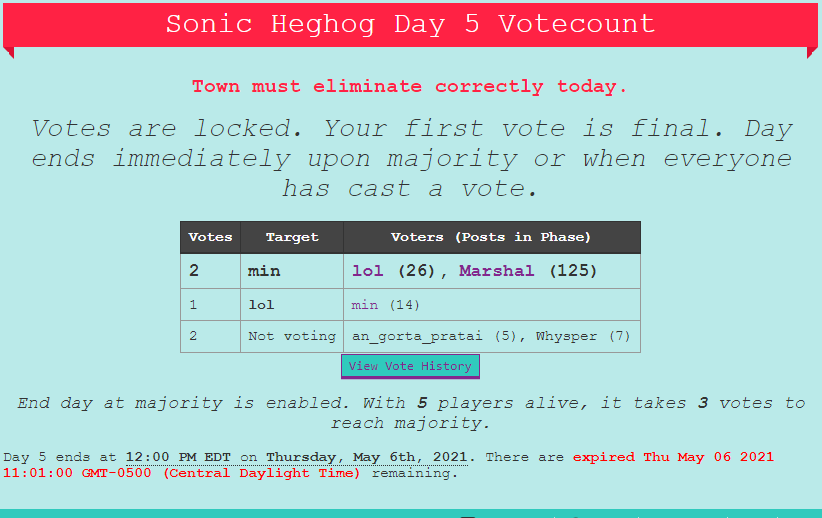 Sonic Heghog Day 5 Votecount
Town must eliminate correctly today.
Votes are locked. Your first vote is final. Day
ends immediately upon majority or when everyone
has cast a vote.
Votes Target Voters (Posts in Phase)
2 min lol (26), Marshal (125)
1 lol min (14)
2 Not voting an_gorta_pratai (5), Whysper (7)
View Vote History
End day at majority is enabled. With 5 players alive, it takes 3 votes to
reach majority.
Day 5 ends at 12:00 PM EDT on Thursday, May 6th, 2021. There are expired Thu May 06 2021
11:01:00 GMT-0500 (Central Daylight Time) remaining.